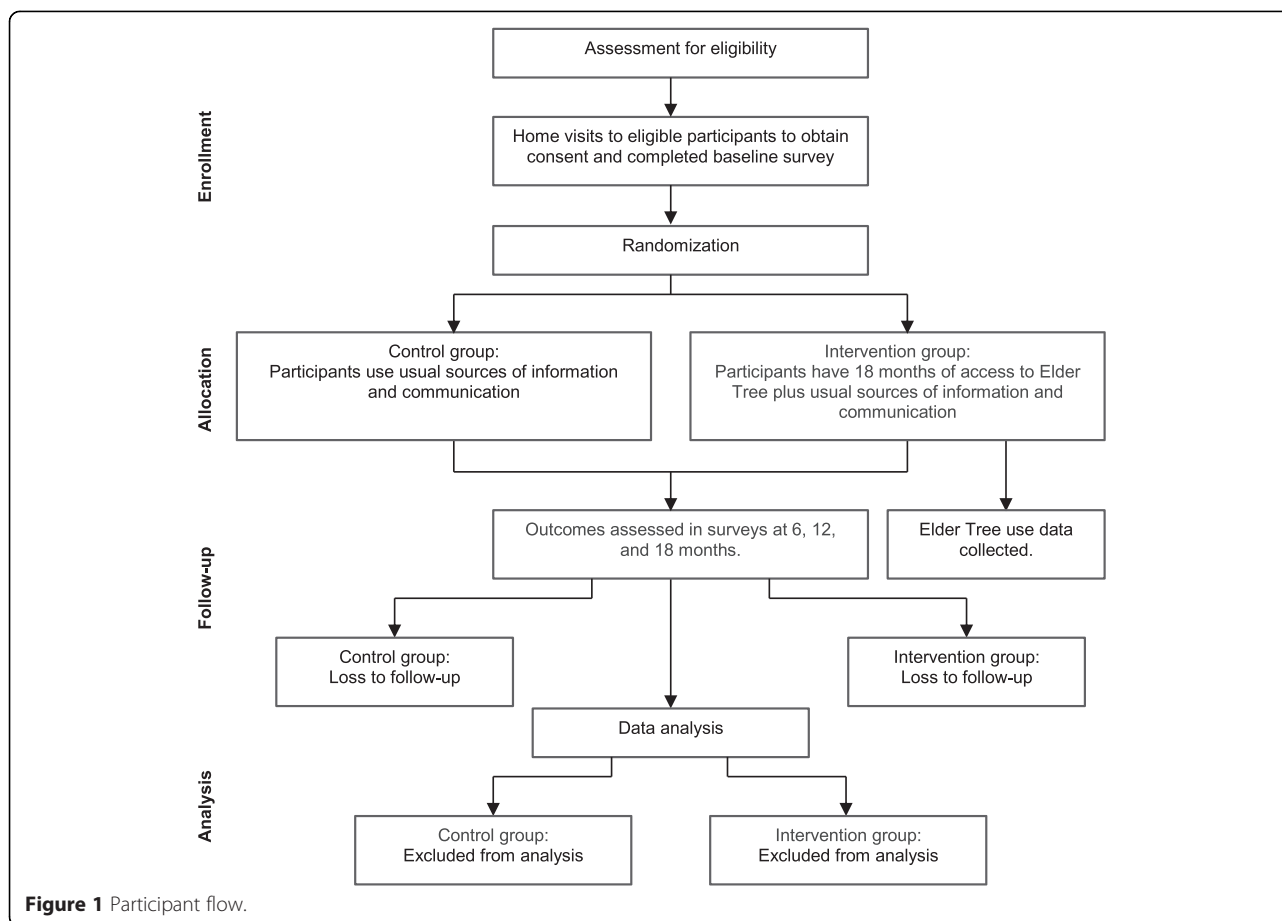 Assessment for eligibility
Enrollment
Home visits to eligible participants to obtain
consent and completed baseline survey
Randomization
Allocation
Control group:
Participants use usual sources of information
and communication
Intervention group:
Participants have 18 months of access to Elder
Tree plus usual sources of information and
communication
Follow-up
Outcomes assessed in surveys at 6, 12,
and 18 months.
Elder Tree use data
collected.
Control group:
Loss to follow-up
Intervention group:
Loss to follow-up
Data analysis
Analysis
Control group:
Excluded from analysis
Intervention group:
Excluded from analysis
Figure 1 Participant flow.